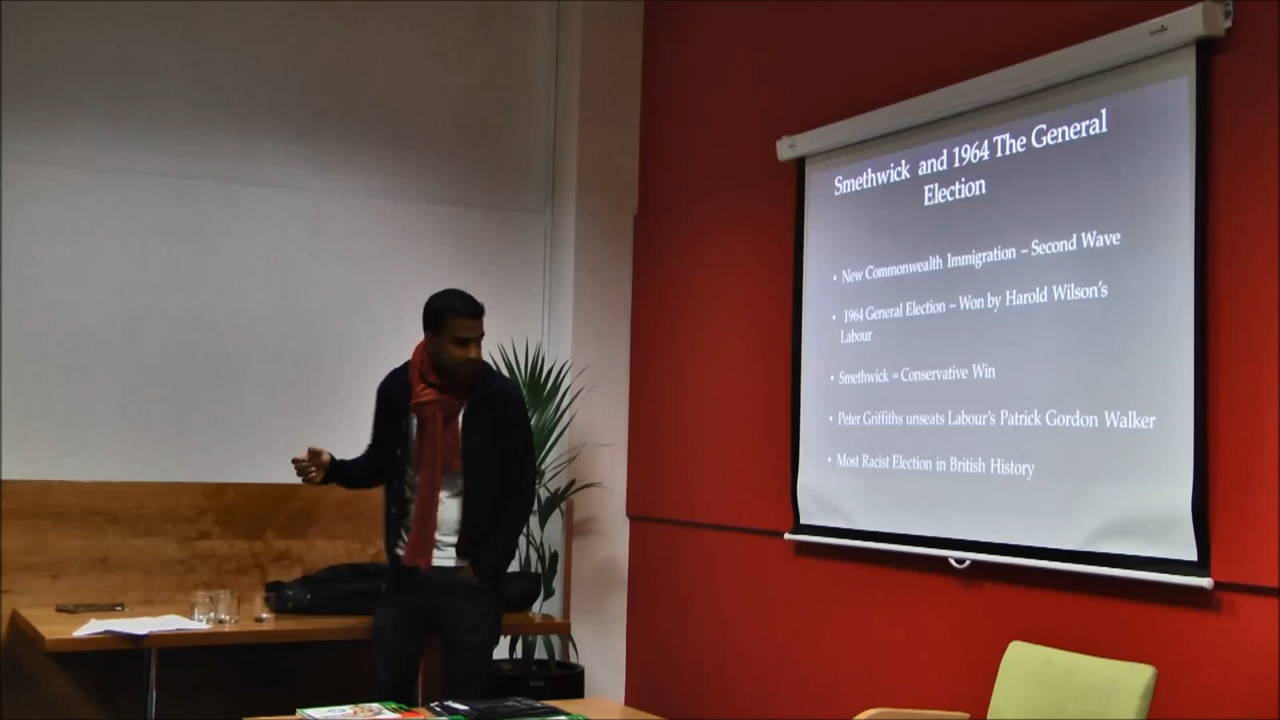 Smethwick and 1964 The General
Election
• New Commonwealth Immigration – Second Wave
• 1964 General Election – Won by Harold Wilson's
Labour
• Smethwick = Conservative Win
• Peter Griffiths unseats Labour's Patrick Gordon Walker
• Most Racist Election in British History